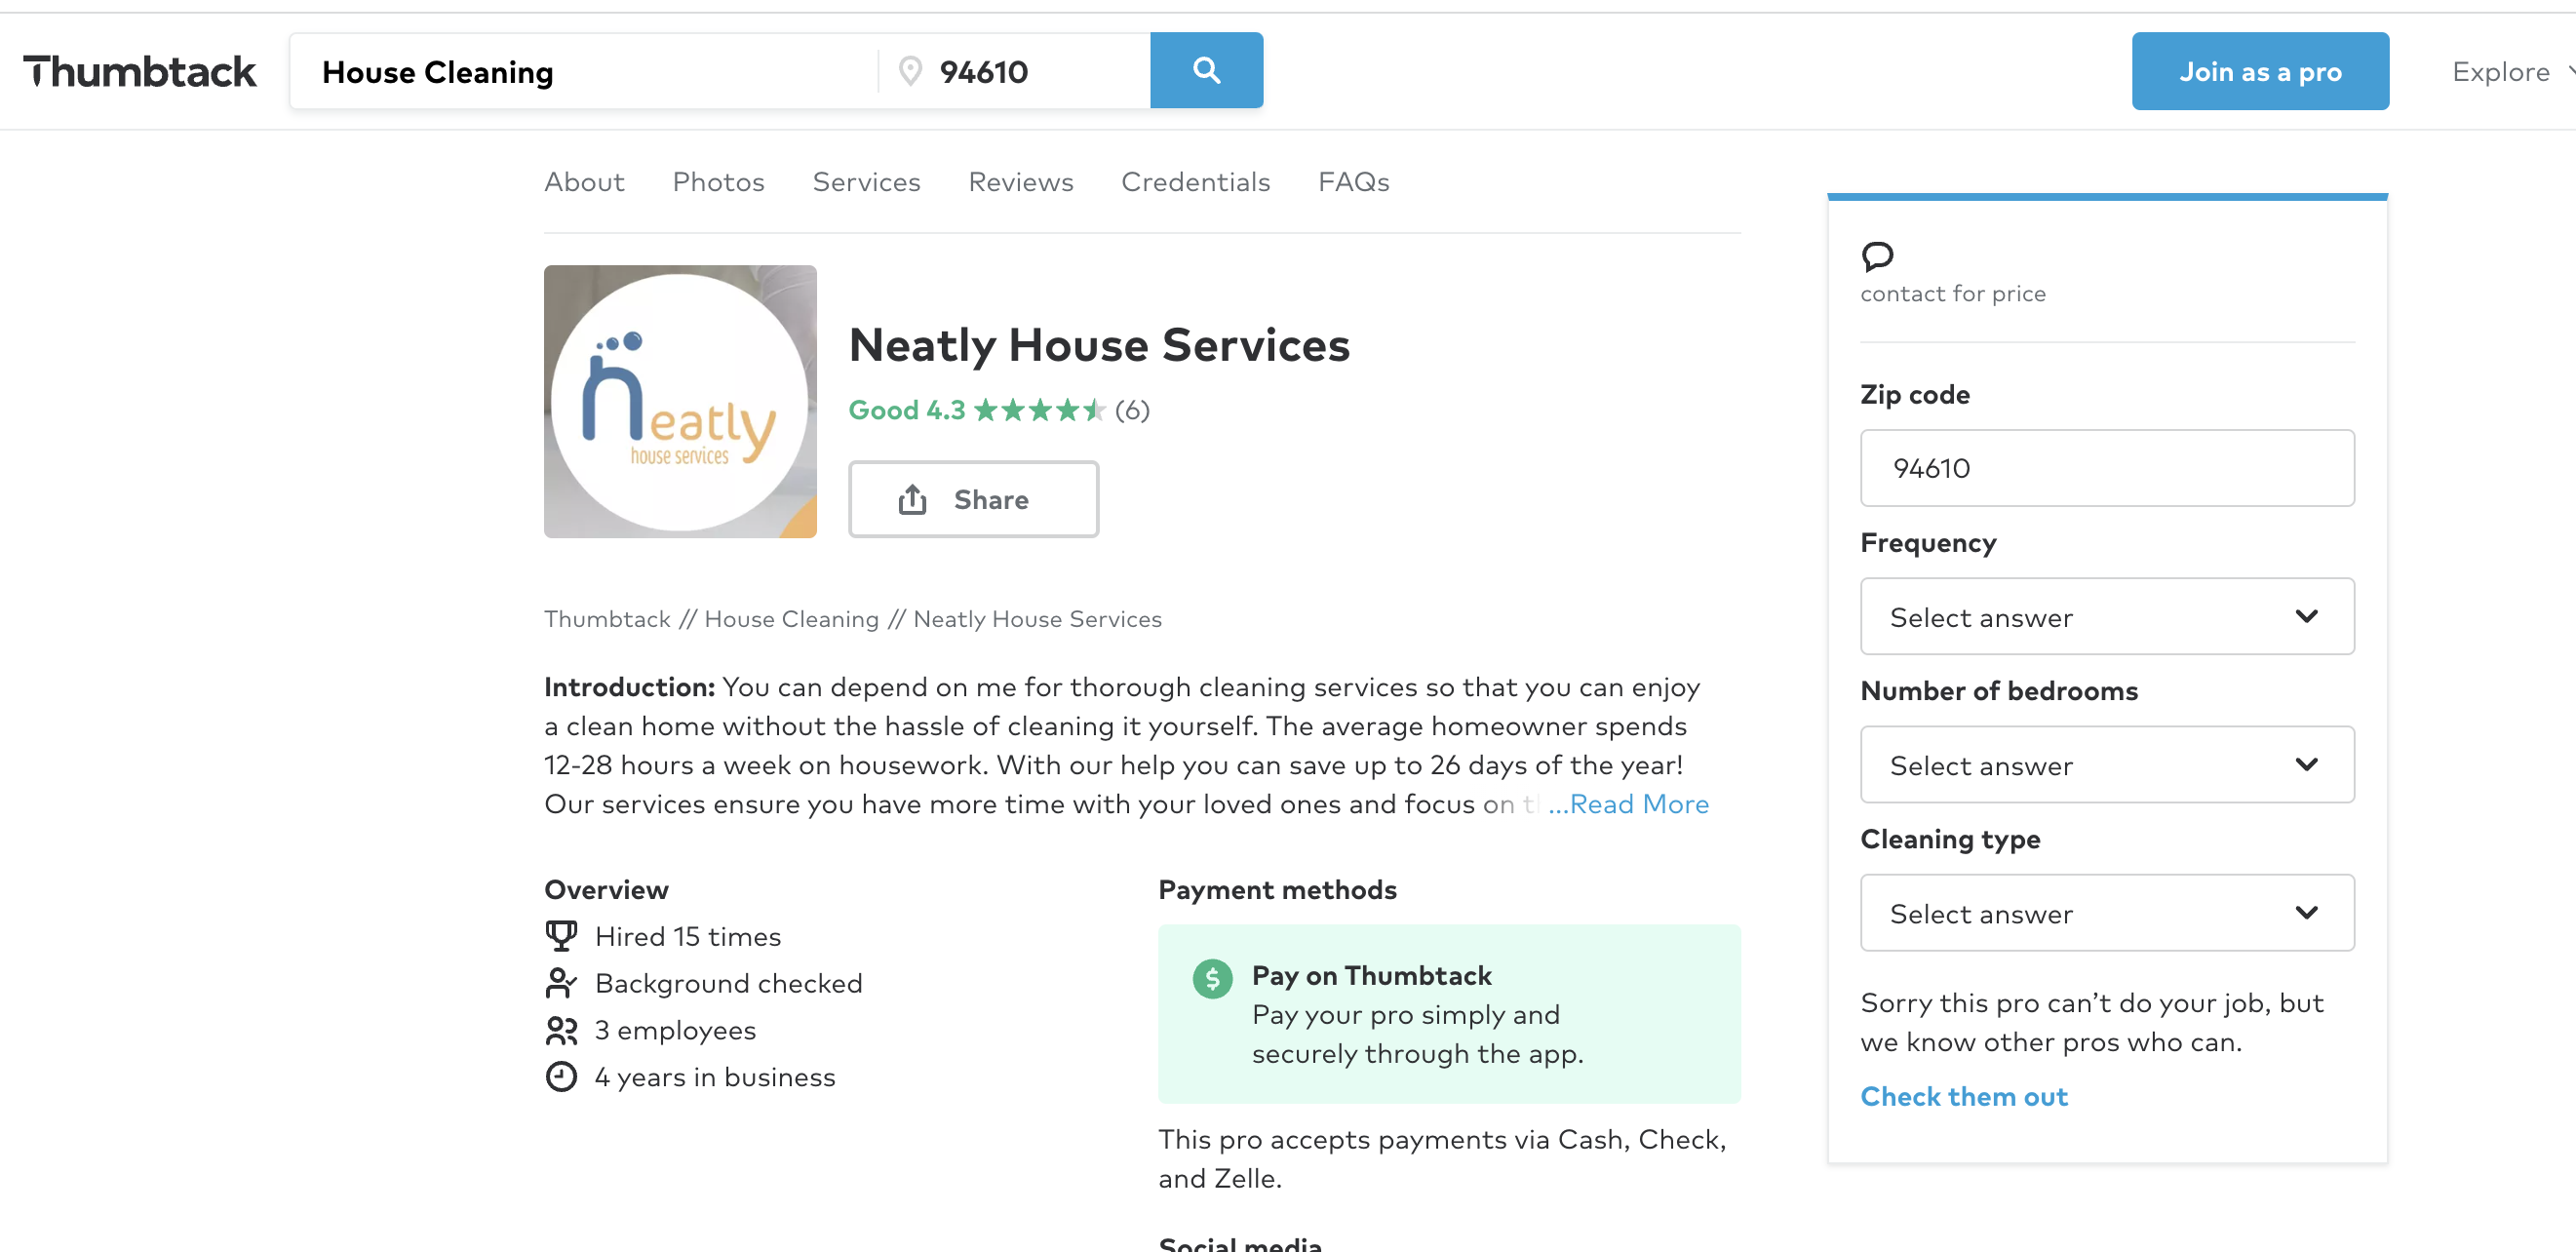 Thumbtack
House Cleaning
94610
Join as a pro
Explore
About Photos Services Reviews Credentials FAQs
neatly
house services
Neatly House Services
Good 4.3 (6)
Share
Thumbtack // House Cleaning // Neatly House Services
Introduction: You can depend on me for thorough cleaning services so that you can enjoy
a clean home without the hassle of cleaning it yourself. The average homeowner spends
12-28 hours a week on housework. With our help you can save up to 26 days of the year!
Our services ensure you have more time with your loved ones and focus on ...Read More
Overview
Hired 15 times
Background checked
3 employees
4 years in business
Payment methods
$
Pay on Thumbtack
Pay your pro simply and
securely through the app.
This pro accepts payments via Cash, Check,
and Zelle.
Social media
contact for price
Zip code
94610
Frequency
Select answer
Number of bedrooms
Select answer
Cleaning type
Select answer
Sorry this pro can’t do your job, but
we know other pros who can.
Check them out